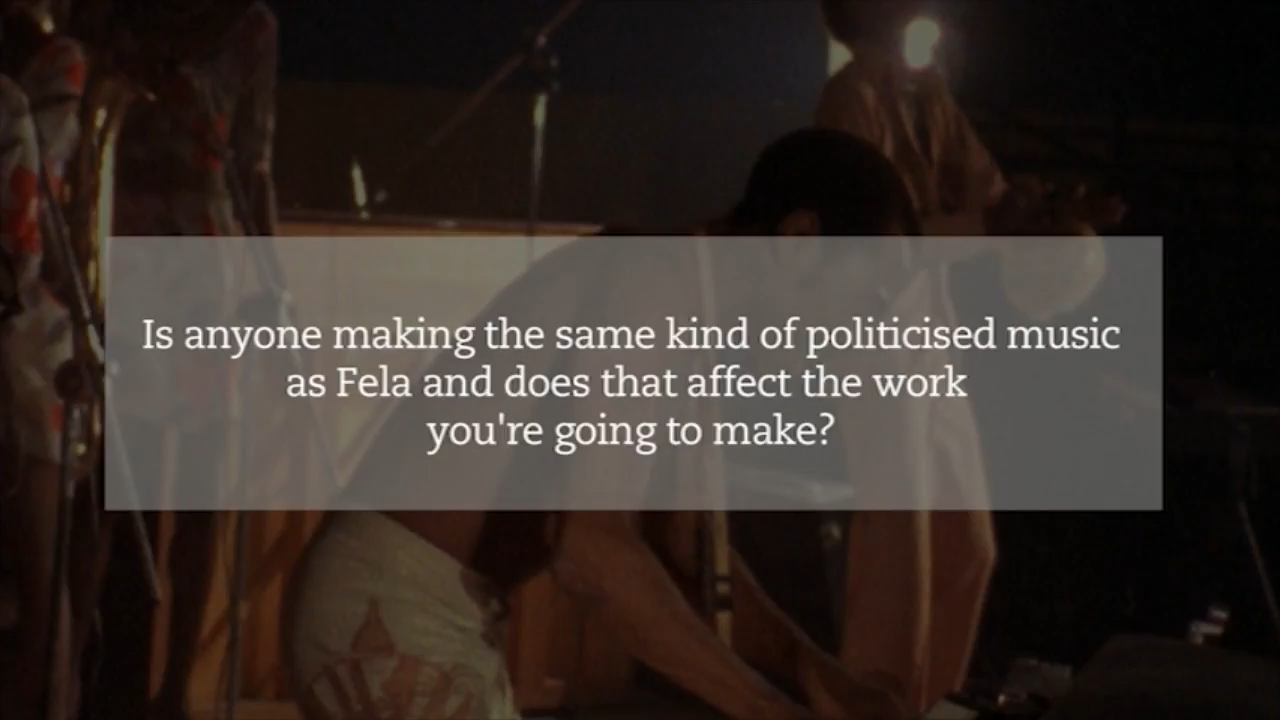 Is anyone making the same kind of politicised music
as Fela and does that affect the work
you're going to make?